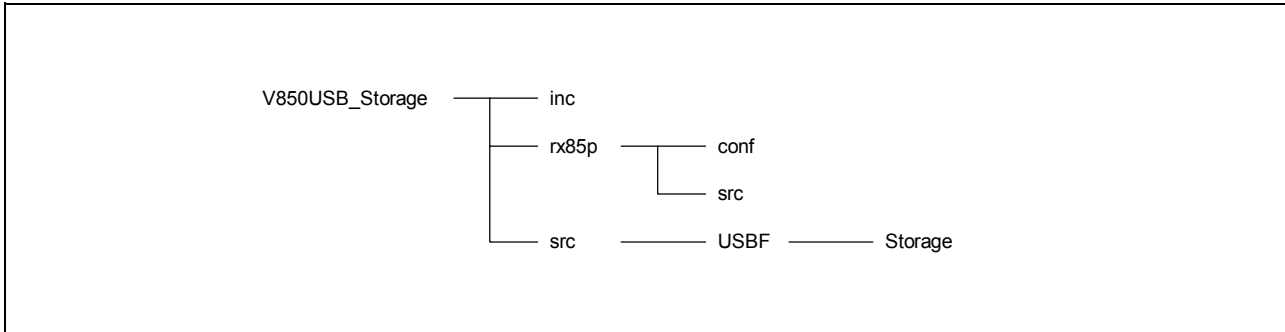 V850USB_Storage inc
rx85p conf
src
src USBF Storage